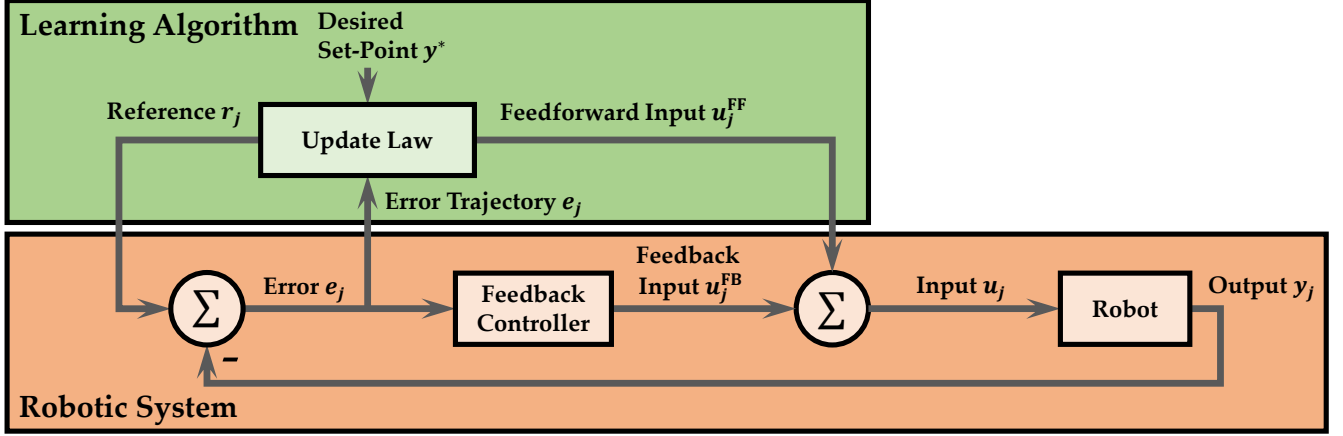 Learning Algorithm
Desired
Set-Point y*
Reference r_j
Update Law
Feedforward Input u_j^FF
Error Trajectory e_j
Σ
Error e_j
Feedback
Controller
Feedback
Input u_j^FB
Σ
Input u_j
Robot
Output y_j
–
Robotic System